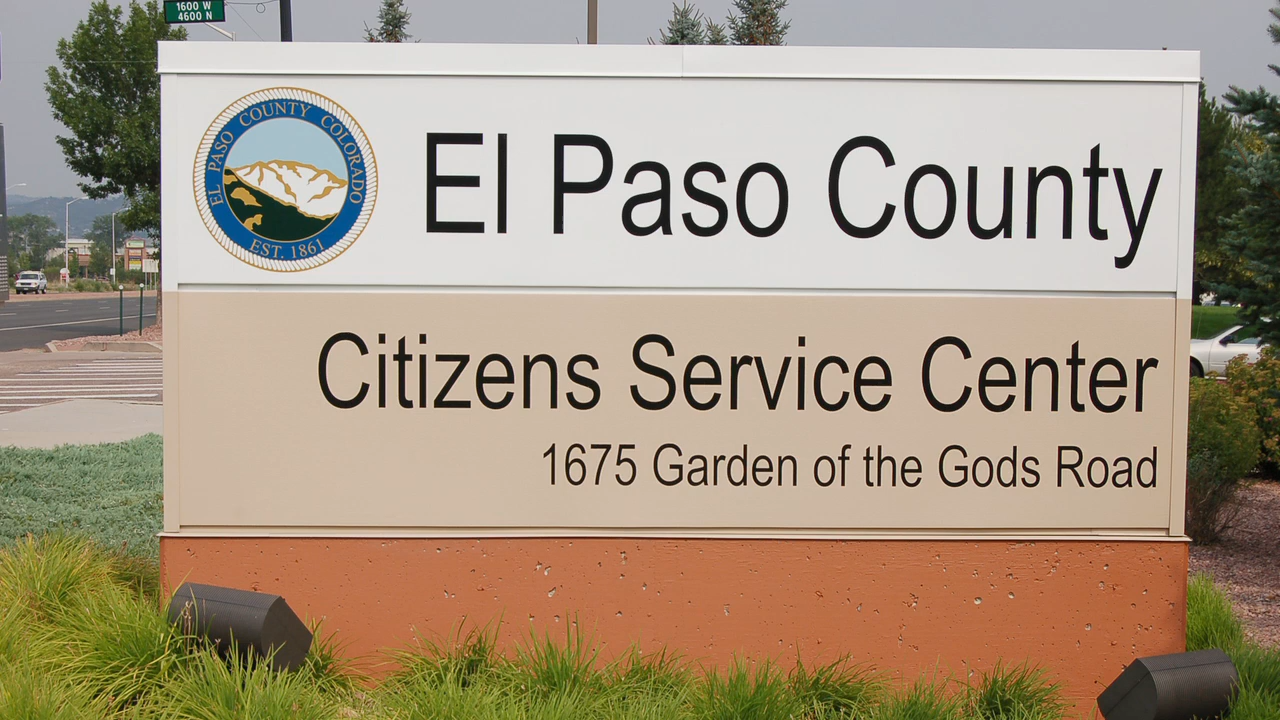 1600 W
4600 N
EL PASO COUNTY COLORADO
EST. 1861
El Paso County
Citizens Service Center
1675 Garden of the Gods Road